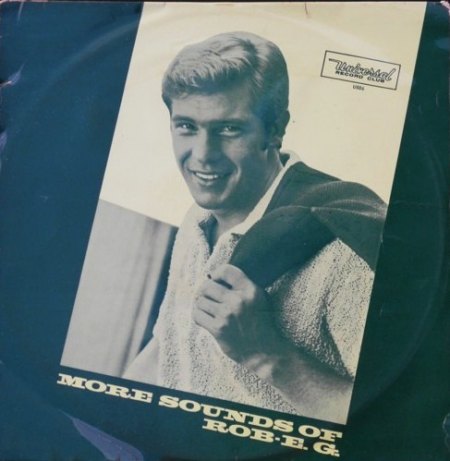 Universal
RECORD CLUB
MORE SOUNDS OF
ROB·E.G.